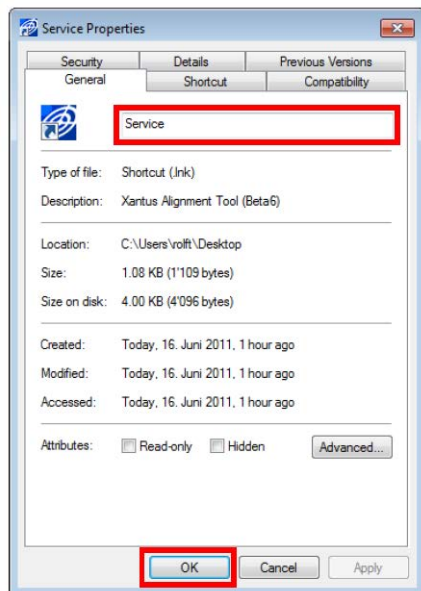 Service Properties
Security Details Previous Versions
General Shortcut Compatibility
Service
Type of file: Shortcut (.lnk)
Description: Xantus Alignment Tool (Beta6)
Location: C:\Users\rolft\Desktop
Size: 1.08 KB (1'109 bytes)
Size on disk: 4.00 KB (4'096 bytes)
Created: Today, 16. Juni 2011, 1 hour ago
Modified: Today, 16. Juni 2011, 1 hour ago
Accessed: Today, 16. Juni 2011, 1 hour ago
Attributes: Read-only Hidden Advanced...
OK Cancel Apply